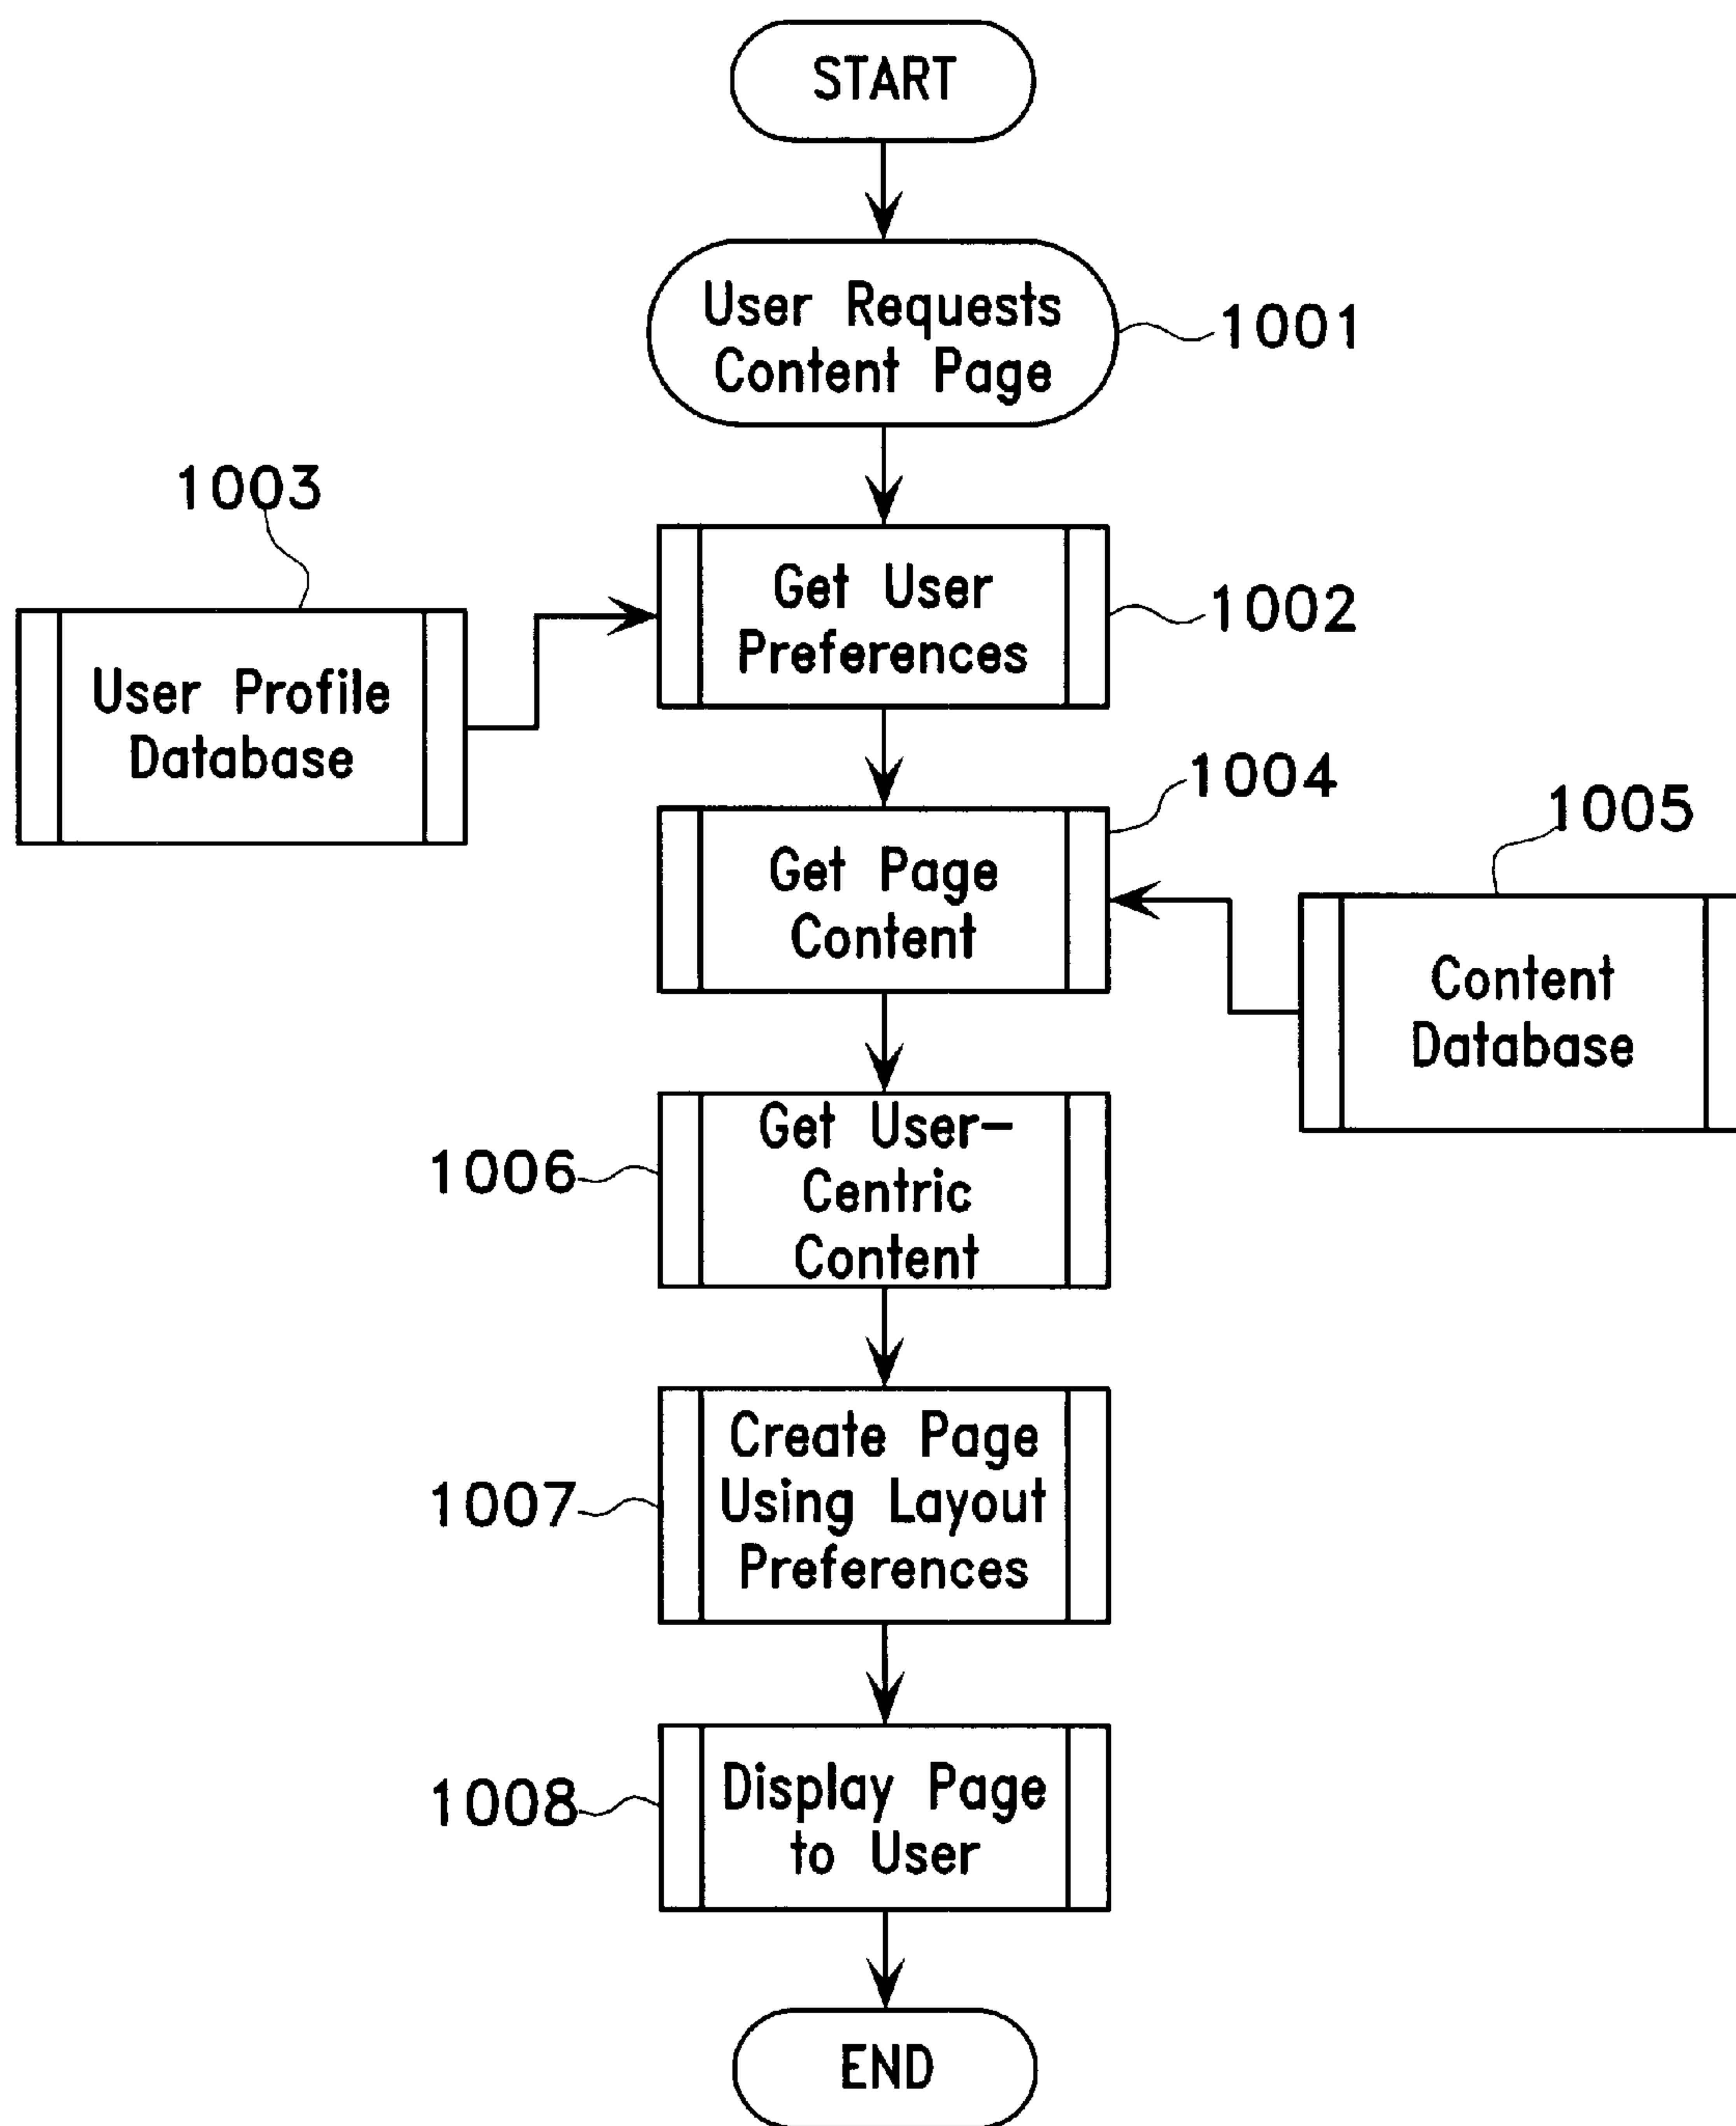 START
User Requests
Content Page
1001
1003
Get User
Preferences
1002
User Profile
Database
1004
1005
Get Page
Content
Content
Database
Get User-
Centric
Content
1006
Create Page
Using Layout
Preferences
1007
Display Page
to User
1008
END